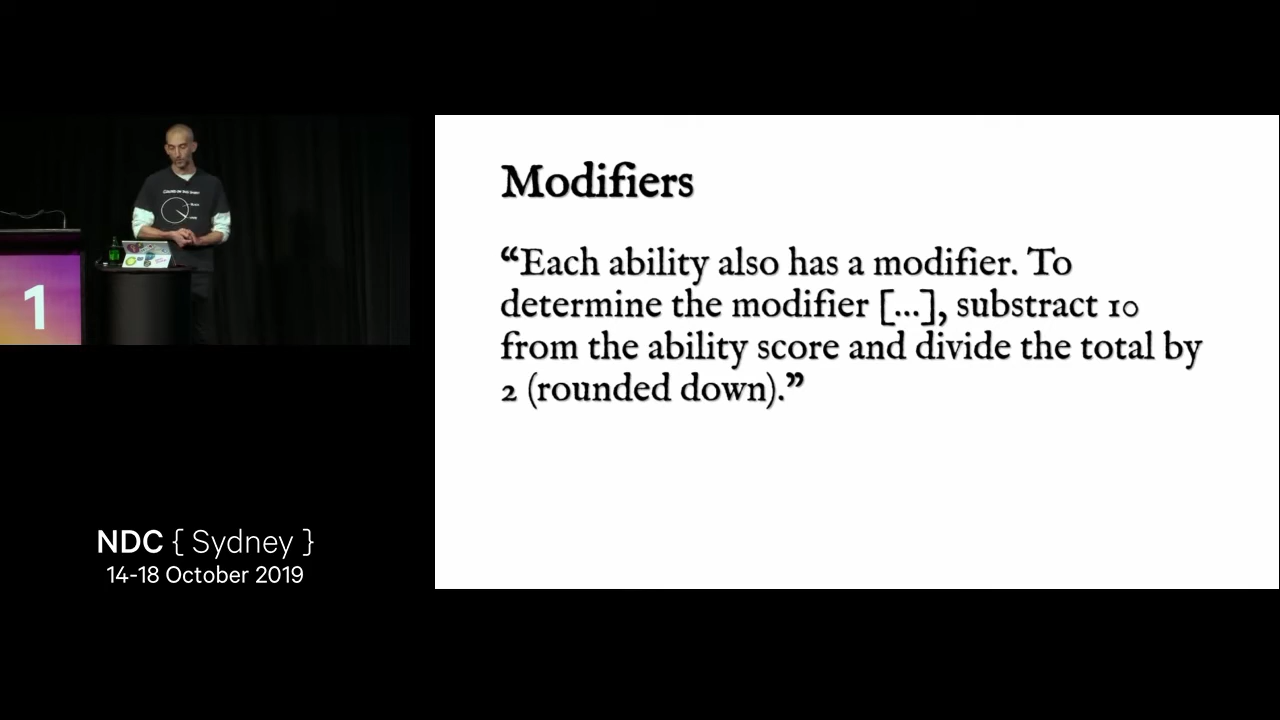 Modifiers
“Each ability also has a modifier. To
determine the modifier [...], substract 10
from the ability score and divide the total by
2 (rounded down).”
1
NDC { Sydney }
14-18 October 2019